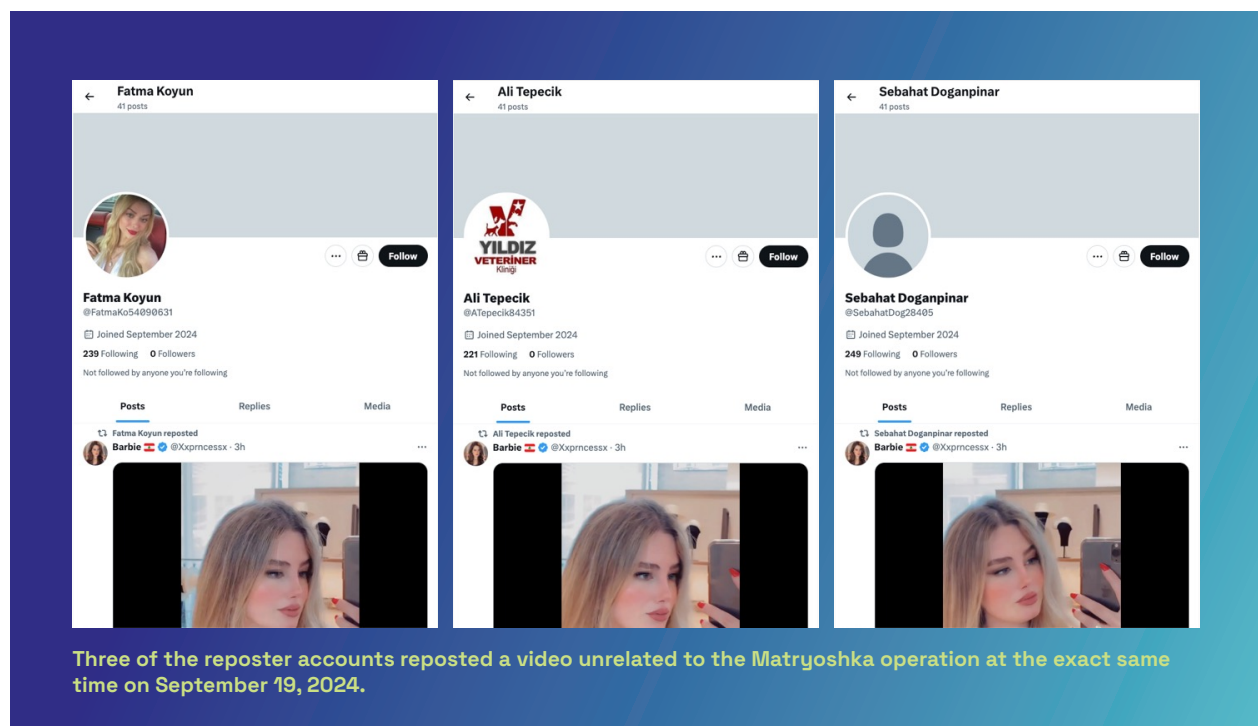 Fatma Koyun
41 posts
Follow
Fatma Koyun
@FatmaKo54090631
Joined September 2024
239 Following 0 Followers
Not followed by anyone you're following
Posts Replies Media
Fatma Koyun reposted
Barbie @Xxprncessx · 3h
Ali Tepecik
41 posts
YILDIZ
VETERİNER
Kliniği
Follow
Ali Tepecik
@ATepecik84351
Joined September 2024
221 Following 0 Followers
Not followed by anyone you're following
Posts Replies Media
Ali Tepecik reposted
Barbie @Xxprncessx · 3h
Sebahat Doganpinar
41 posts
Follow
Sebahat Doganpinar
@SebahatDog28405
Joined September 2024
249 Following 0 Followers
Not followed by anyone you're following
Posts Replies Media
Sebahat Doganpinar reposted
Barbie @Xxprncessx · 3h
Three of the reposter accounts reposted a video unrelated to the Matryoshka operation at the exact same
time on September 19, 2024.